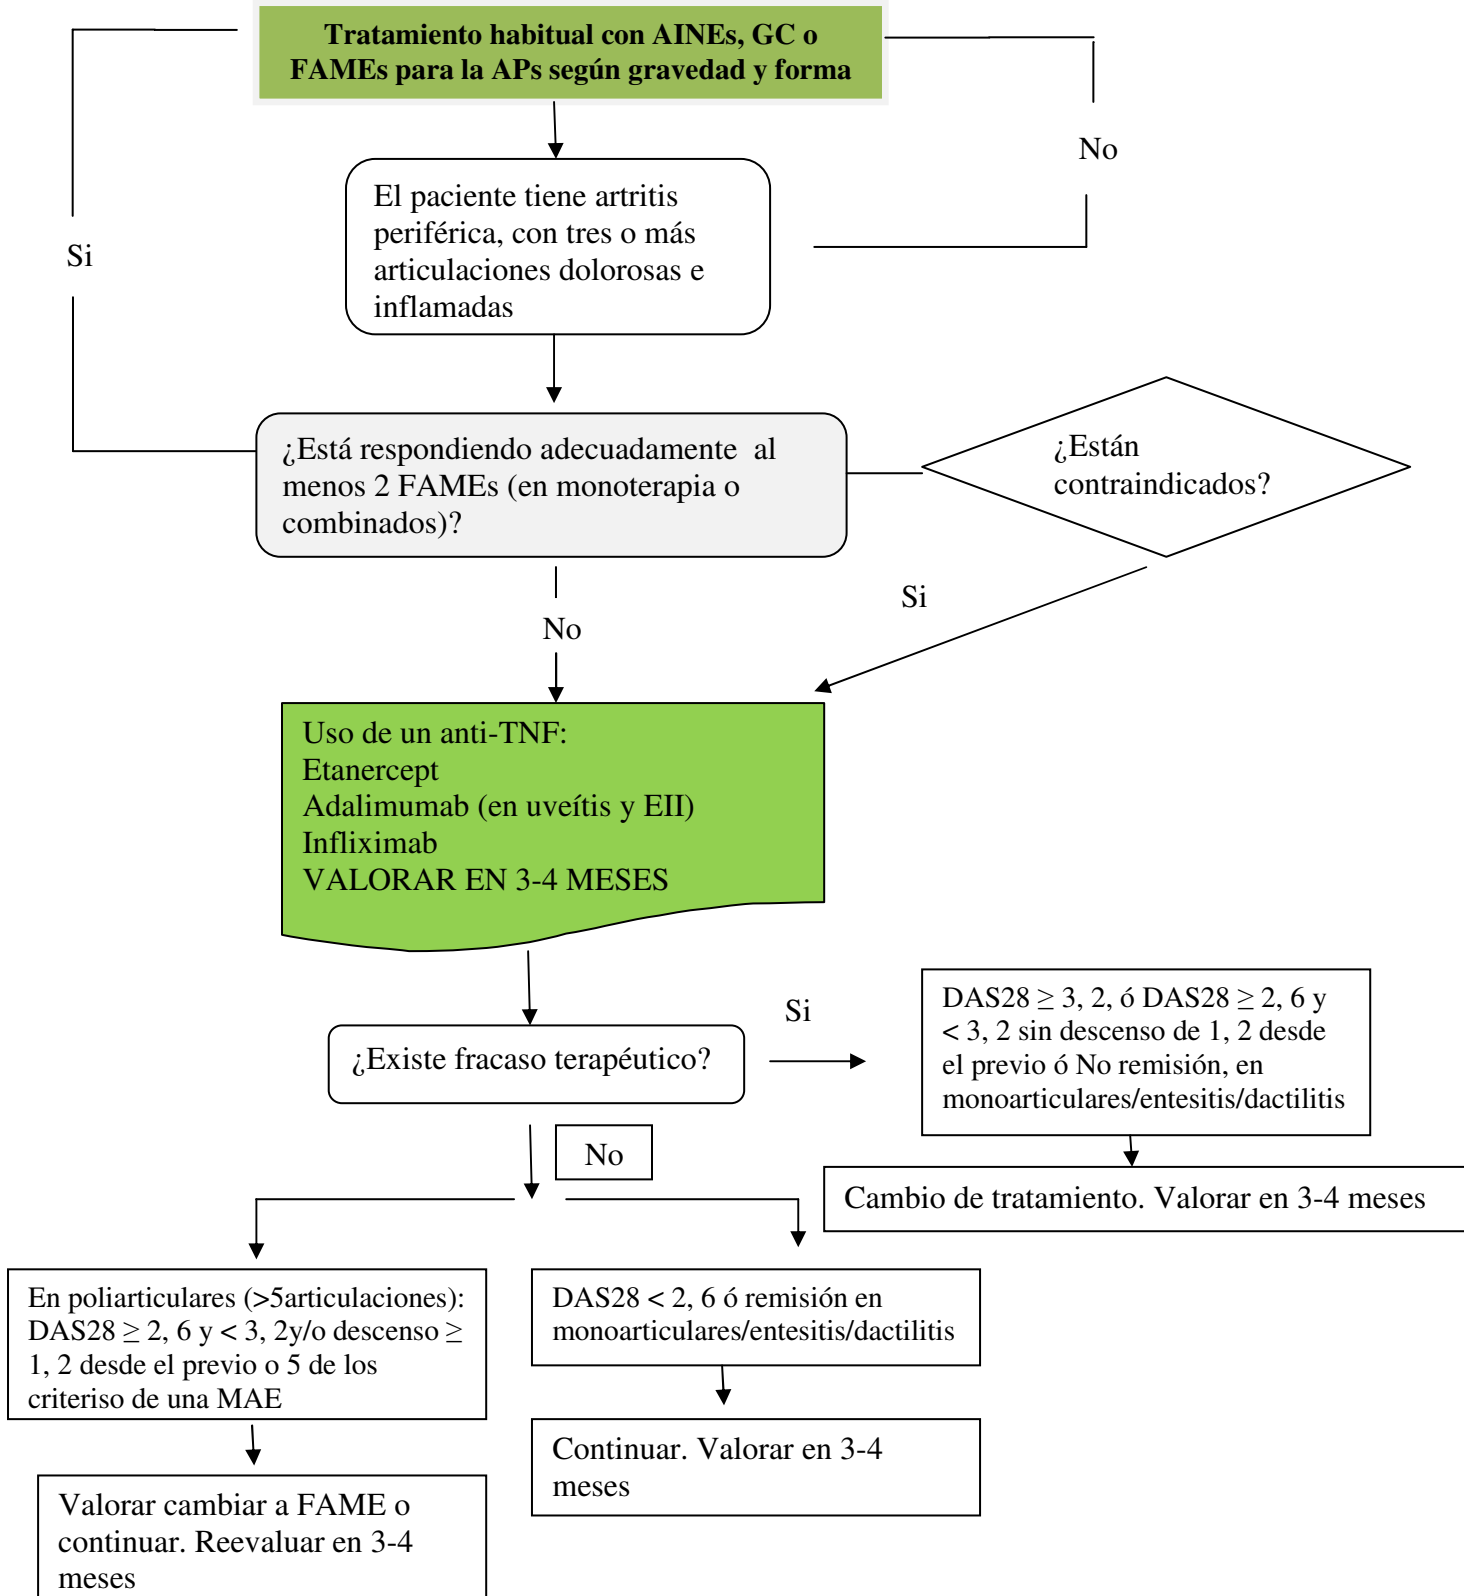 Tratamiento habitual con AINEs, GC o
FAMEs para la APs según gravedad y forma
No
El paciente tiene artritis
periférica, con tres o más
articulaciones dolorosas e
inflamadas
Si
¿Está respondiendo adecuadamente al
menos 2 FAMEs (en monoterapia o
combinados)?
¿Están
contraindicados?
Si
No
Uso de un anti-TNF:
Etanercept
Adalimumab (en uveítis y EII)
Infliximab
VALORAR EN 3-4 MESES
¿Existe fracaso terapéutico?
Si
DAS28 ≥ 3, 2, ó DAS28 ≥ 2, 6 y
< 3, 2 sin descenso de 1, 2 desde
el previo ó No remisión, en
monoarticulares/entesitis/dactilitis
No
Cambio de tratamiento. Valorar en 3-4 meses
En poliarticulares (>5articulaciones):
DAS28 ≥ 2, 6 y < 3, 2y/o descenso ≥
1, 2 desde el previo o 5 de los
criteriso de una MAE
DAS28 < 2, 6 ó remisión en
monoarticulares/entesitis/dactilitis
Continuar. Valorar en 3-4
meses
Valorar cambiar a FAME o
continuar. Reevaluar en 3-4
meses